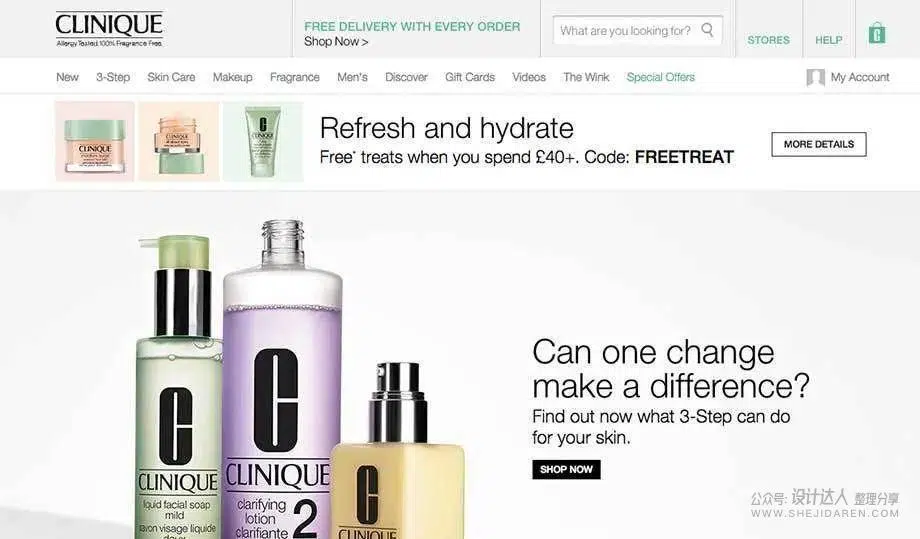 CLINIQUE
Allergy Tested. 100% Fragrance Free.
FREE DELIVERY WITH EVERY ORDER
Shop Now >
What are you looking for?
STORES
HELP
C
New 3-Step Skin Care Makeup Fragrance Men's Discover Gift Cards Videos The Wink Special Offers My Account
CLINIQUE
CLINIQUE
CLINIQUE
Refresh and hydrate
Free* treats when you spend £40+. Code: FREETREAT
MORE DETAILS
Can one change
make a difference?
Find out now what 3-Step can do
for your skin.
SHOP NOW
C
CLINIQUE
liquid facial soap
mild
savon visage liquide
doux
C
CLINIQUE
clarifying
lotion
clarifiante
2
C
CLINIQUE
公众号: 设计达人 整理分享
WWW.SHEJIDAREN.COM